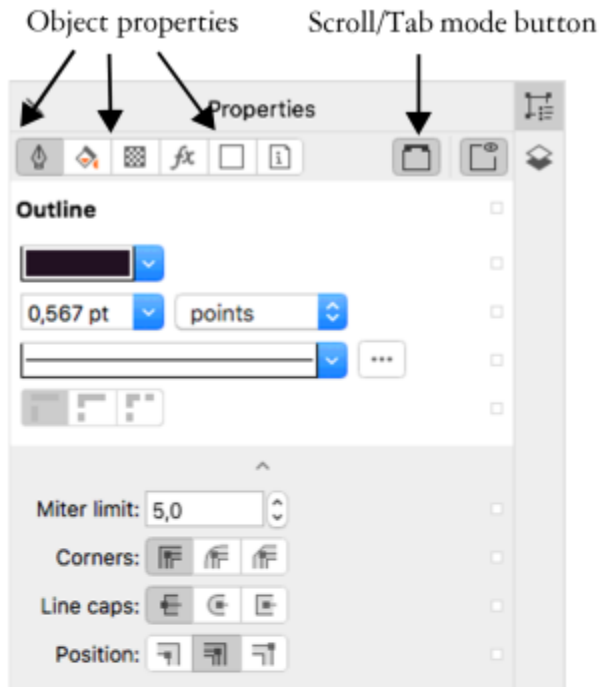 Object properties Scroll/Tab mode button
Properties
fx
Outline
0,567 pt points
Miter limit: 5,0
Corners:
Line caps:
Position: